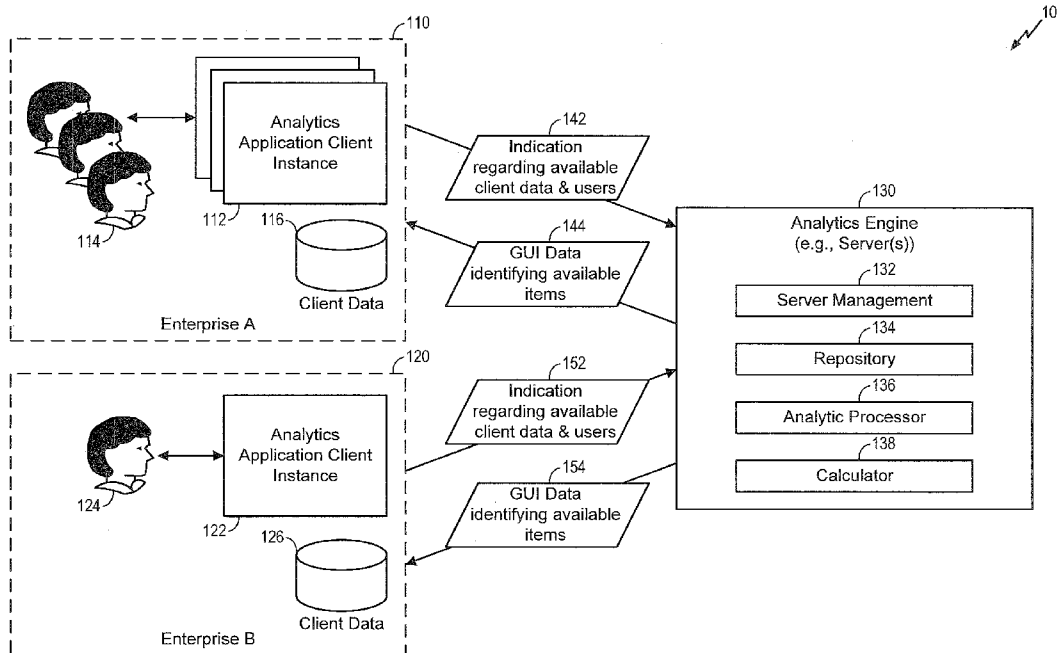 110
10
Analytics
Application Client
Instance
112
114
116
Client Data
Enterprise A
142
Indication
regarding available
client data & users
144
GUI Data
identifying available
items
130
Analytics Engine
(e.g., Server(s))
132
Server Management
134
Repository
136
Analytic Processor
138
Calculator
120
Analytics
Application Client
Instance
122
124
126
Client Data
Enterprise B
152
Indication
regarding available
client data & users
154
GUI Data
identifying available
items